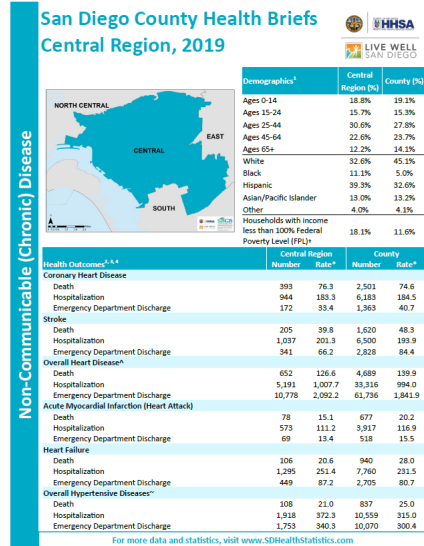 San Diego County Health Briefs
Central Region, 2019
HHSA
LIVE WELL
SAN DIEGO
Non-Communicable (Chronic) Disease
NORTH CENTRAL
EAST
CENTRAL
SOUTH
Demographics¹ Central Region (%) County (%)
Ages 0-14 18.8% 19.1%
Ages 15-24 15.7% 15.3%
Ages 25-44 30.6% 27.8%
Ages 45-64 22.6% 23.7%
Ages 65+ 12.2% 14.1%
White 32.6% 45.1%
Black 11.1% 5.0%
Hispanic 39.3% 32.6%
Asian/Pacific Islander 13.0% 13.2%
Other 4.0% 4.1%
Households with income
less than 100% Federal 18.1% 11.6%
Poverty Level (FPL)†
Central Region County
Health Outcomes²,³,⁴ Number Rate* Number Rate*
Coronary Heart Disease
Death 393 76.3 2,501 74.6
Hospitalization 944 183.3 6,183 184.5
Emergency Department Discharge 172 33.4 1,363 40.7
Stroke
Death 205 39.8 1,620 48.3
Hospitalization 1,037 201.3 6,500 193.9
Emergency Department Discharge 341 66.2 2,828 84.4
Overall Heart Disease^
Death 652 126.6 4,689 139.9
Hospitalization 5,191 1,007.7 33,316 994.0
Emergency Department Discharge 10,778 2,092.2 61,736 1,841.9
Acute Myocardial Infarction (Heart Attack)
Death 78 15.1 677 20.2
Hospitalization 573 111.2 3,917 116.9
Emergency Department Discharge 69 13.4 518 15.5
Heart Failure
Death 106 20.6 940 28.0
Hospitalization 1,295 251.4 7,760 231.5
Emergency Department Discharge 449 87.2 2,705 80.7
Overall Hypertensive Diseases~
Death 108 21.0 837 25.0
Hospitalization 1,918 372.3 10,559 315.0
Emergency Department Discharge 1,753 340.3 10,070 300.4
For more data and statistics, visit www.SDHealthStatistics.com